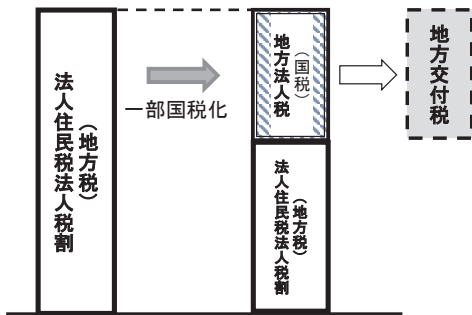 法人住民税法人税割
(地方税)
一部国税化
地方法人税
(国税)
法人住民税法人税割
(地方税)
地方交付税